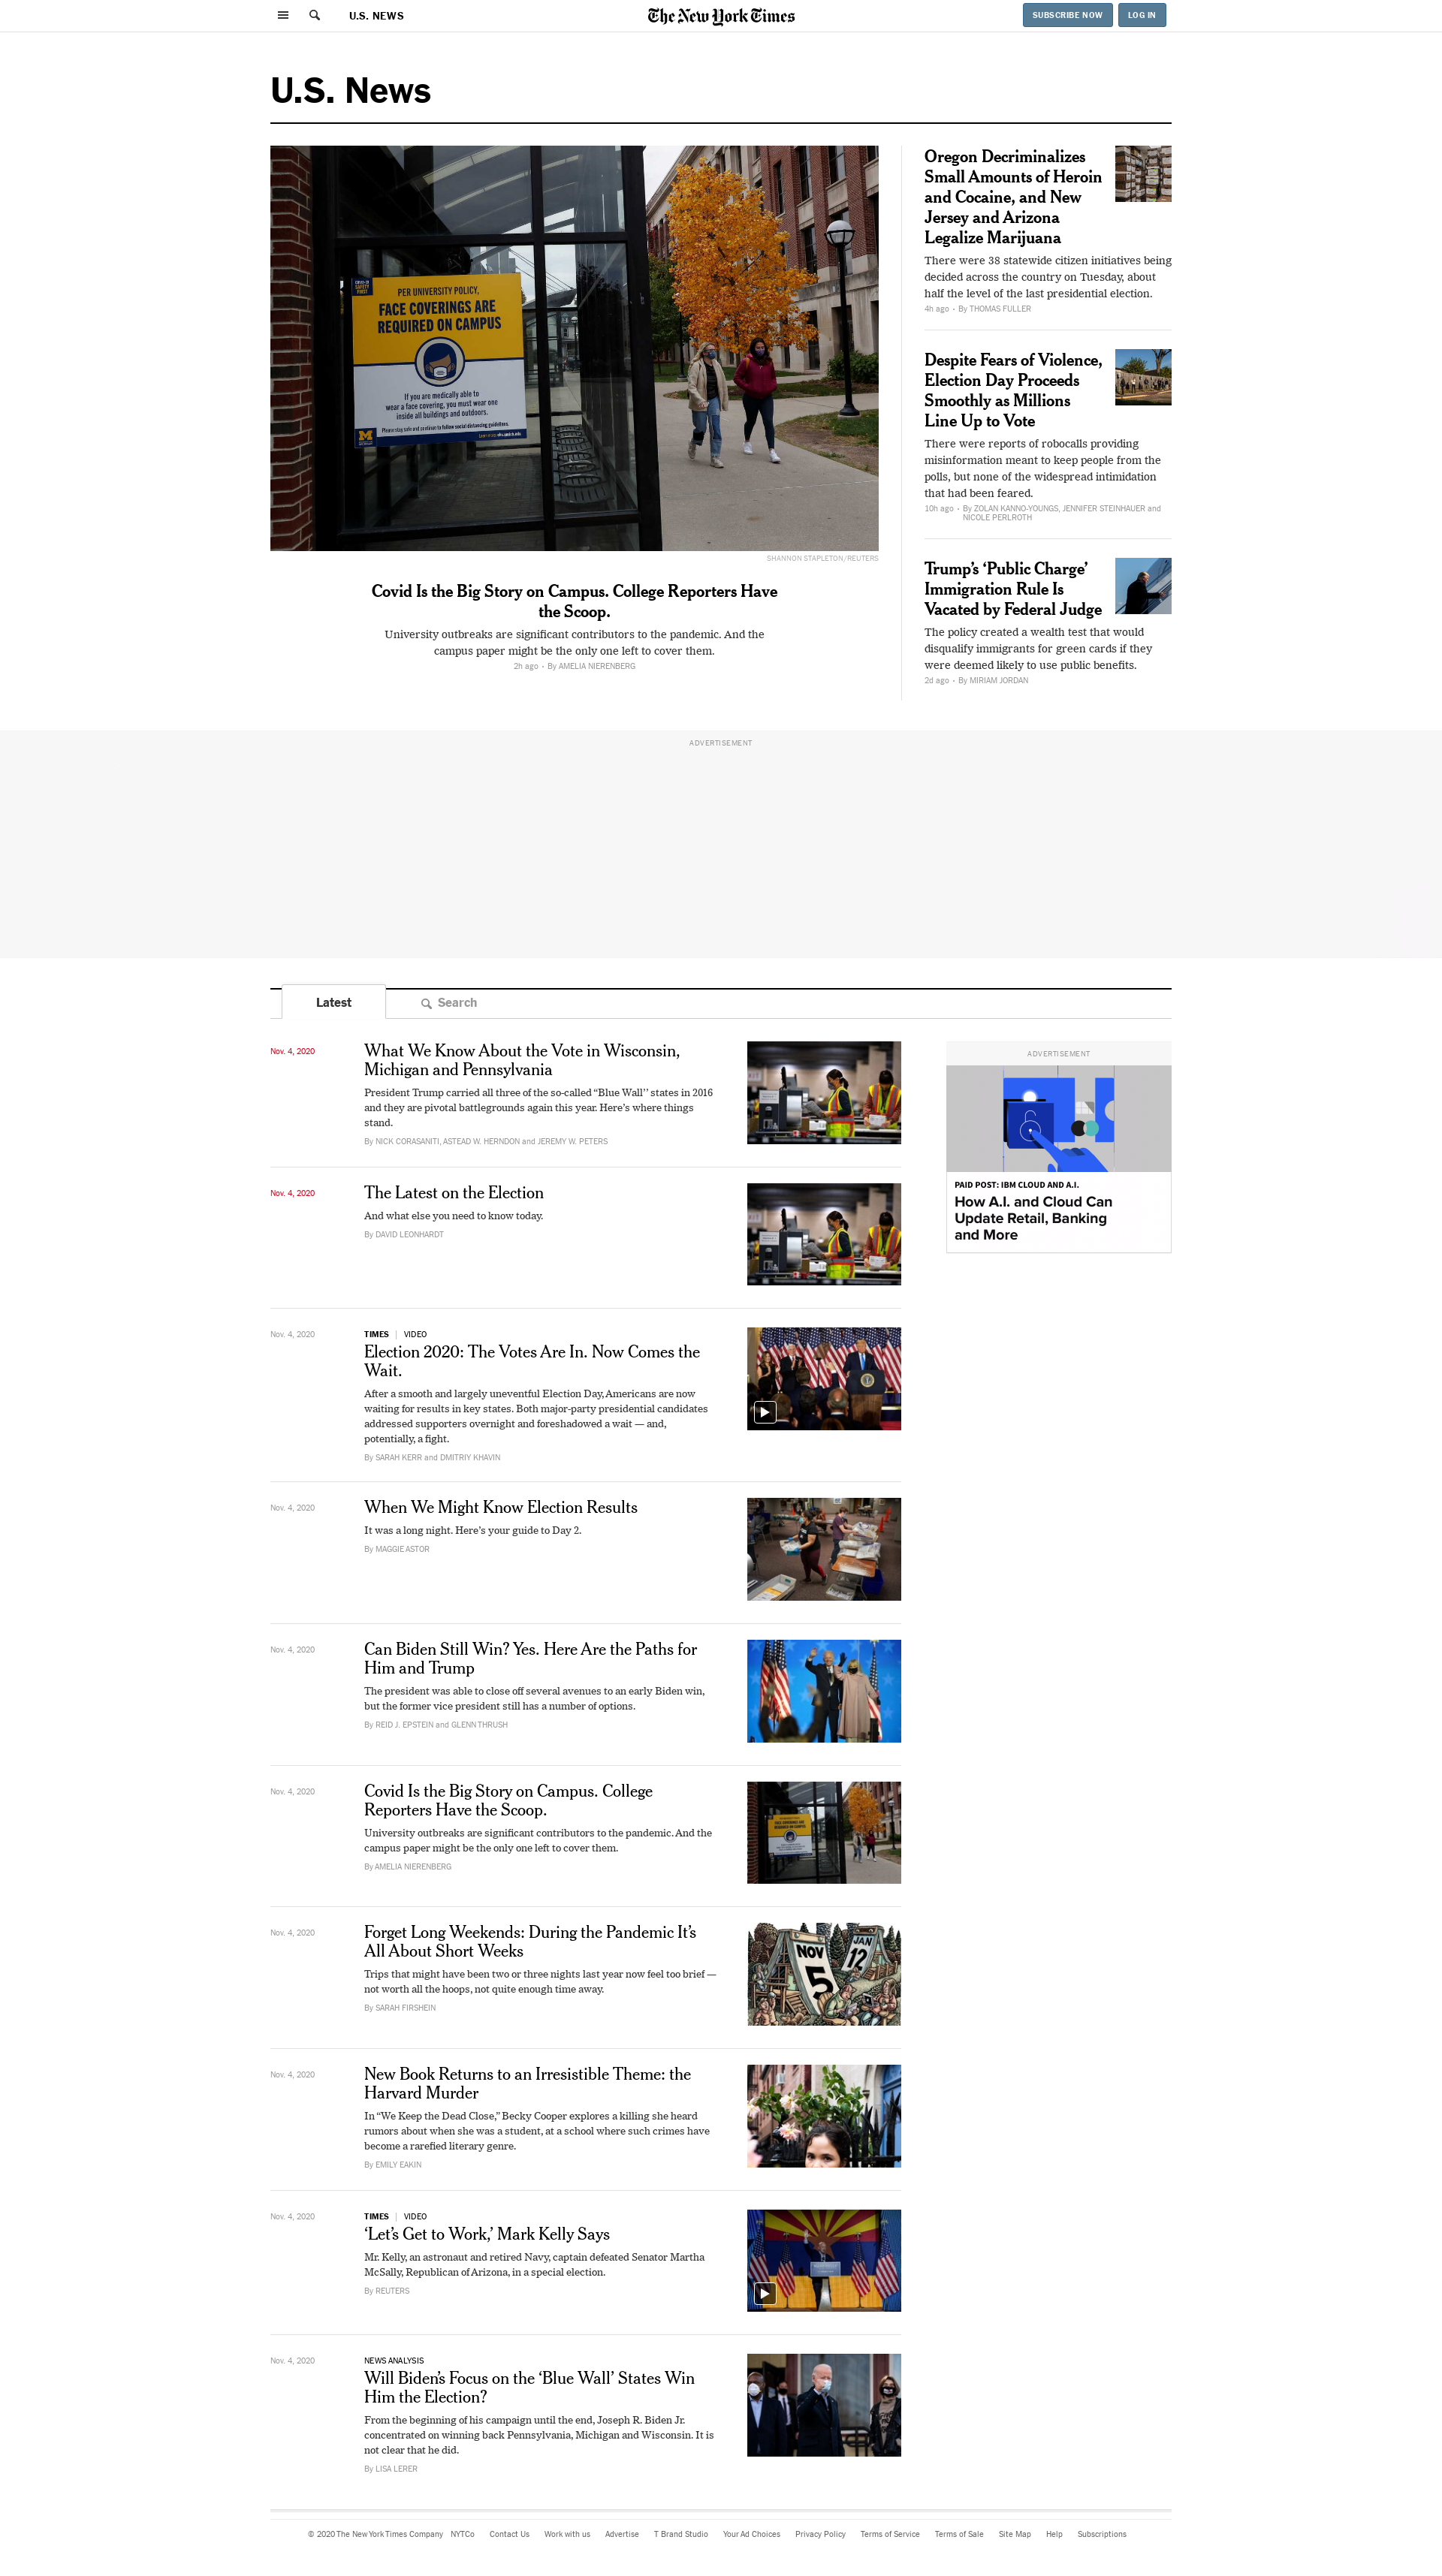 U.S. NEWS
The New York Times
SUBSCRIBE NOW
LOG IN
U.S. News
PER UNIVERSITY POLICY,
FACE COVERINGS ARE
REQUIRED ON CAMPUS
If you are medically able to
wear a face covering, you must wear one
inside all buildings and outdoors.
SHANNON STAPLETON/REUTERS
Covid Is the Big Story on Campus. College Reporters Have
the Scoop.
University outbreaks are significant contributors to the pandemic. And the
campus paper might be the only one left to cover them.
2h ago • By AMELIA NIERENBERG
Oregon Decriminalizes
Small Amounts of Heroin
and Cocaine, and New
Jersey and Arizona
Legalize Marijuana
There were 38 statewide citizen initiatives being
decided across the country on Tuesday, about
half the level of the last presidential election.
4h ago • By THOMAS FULLER
Despite Fears of Violence,
Election Day Proceeds
Smoothly as Millions
Line Up to Vote
There were reports of robocalls providing
misinformation meant to keep people from the
polls, but none of the widespread intimidation
that had been feared.
10h ago • By ZOLAN KANNO-YOUNGS, JENNIFER STEINHAUER and
NICOLE PERLROTH
Trump’s ‘Public Charge’
Immigration Rule Is
Vacated by Federal Judge
The policy created a wealth test that would
disqualify immigrants for green cards if they
were deemed likely to use public benefits.
2d ago • By MIRIAM JORDAN
ADVERTISEMENT
Latest
Search
Nov. 4, 2020
What We Know About the Vote in Wisconsin,
Michigan and Pennsylvania
President Trump carried all three of the so-called “Blue Wall’’ states in 2016
and they are pivotal battlegrounds again this year. Here’s where things
stand.
By NICK CORASANITI, ASTEAD W. HERNDON and JEREMY W. PETERS
ADVERTISEMENT
PAID POST: IBM CLOUD AND A.I.
How A.I. and Cloud Can
Update Retail, Banking
and More
Nov. 4, 2020
The Latest on the Election
And what else you need to know today.
By DAVID LEONHARDT
Nov. 4, 2020
TIMES | VIDEO
Election 2020: The Votes Are In. Now Comes the
Wait.
After a smooth and largely uneventful Election Day, Americans are now
waiting for results in key states. Both major-party presidential candidates
addressed supporters overnight and foreshadowed a wait — and,
potentially, a fight.
By SARAH KERR and DMITRIY KHAVIN
Nov. 4, 2020
When We Might Know Election Results
It was a long night. Here’s your guide to Day 2.
By MAGGIE ASTOR
Nov. 4, 2020
Can Biden Still Win? Yes. Here Are the Paths for
Him and Trump
The president was able to close off several avenues to an early Biden win,
but the former vice president still has a number of options.
By REID J. EPSTEIN and GLENN THRUSH
Nov. 4, 2020
Covid Is the Big Story on Campus. College
Reporters Have the Scoop.
University outbreaks are significant contributors to the pandemic. And the
campus paper might be the only one left to cover them.
By AMELIA NIERENBERG
Nov. 4, 2020
Forget Long Weekends: During the Pandemic It’s
All About Short Weeks
Trips that might have been two or three nights last year now feel too brief —
not worth all the hoops, not quite enough time away.
By SARAH FIRSHEIN
NOV
5
JAN
12
Nov. 4, 2020
New Book Returns to an Irresistible Theme: the
Harvard Murder
In “We Keep the Dead Close,” Becky Cooper explores a killing she heard
rumors about when she was a student, at a school where such crimes have
become a rarefied literary genre.
By EMILY EAKIN
Nov. 4, 2020
TIMES | VIDEO
‘Let’s Get to Work,’ Mark Kelly Says
Mr. Kelly, an astronaut and retired Navy, captain defeated Senator Martha
McSally, Republican of Arizona, in a special election.
By REUTERS
Nov. 4, 2020
NEWS ANALYSIS
Will Biden’s Focus on the ‘Blue Wall’ States Win
Him the Election?
From the beginning of his campaign until the end, Joseph R. Biden Jr.
concentrated on winning back Pennsylvania, Michigan and Wisconsin. It is
not clear that he did.
By LISA LERER
© 2020 The New York Times Company NYTCo Contact Us Work with us Advertise T Brand Studio Your Ad Choices Privacy Policy Terms of Service Terms of Sale Site Map Help Subscriptions